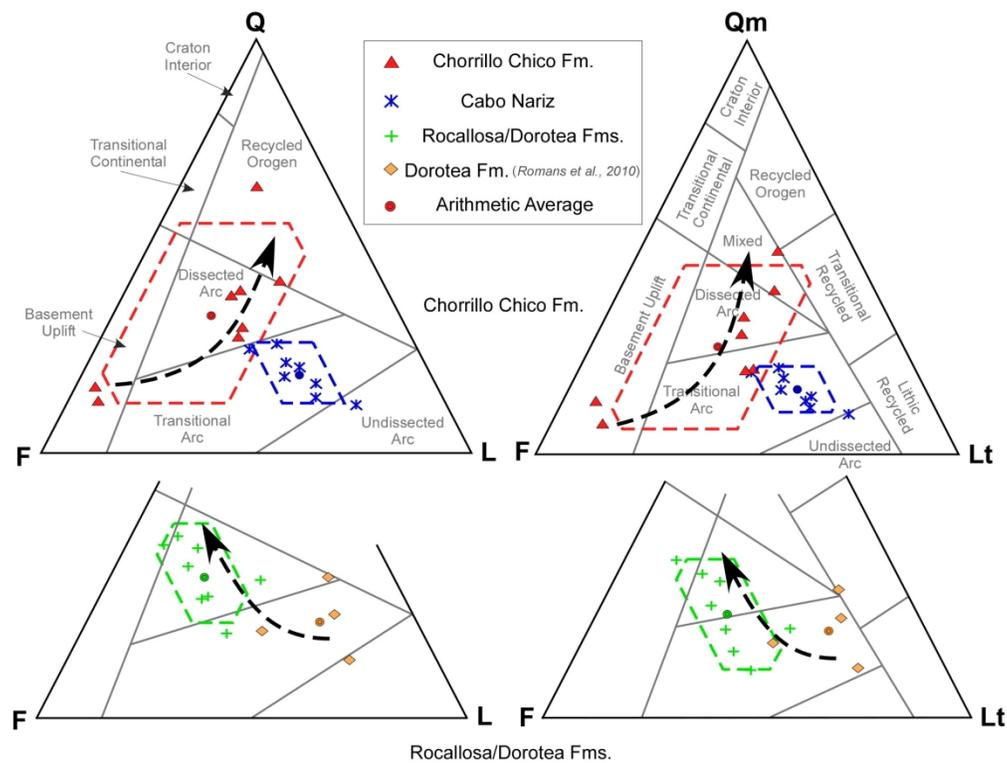 Q
Craton
Interior
Transitional
Continental
Recycled
Orogen
Dissected
Arc
Basement
Uplift
Transitional
Arc
Undissected
Arc
F
L
Chorrillo Chico Fm.
Cabo Nariz
Rocallosa/Dorotea Fms.
Dorotea Fm. (Romans et al., 2010)
Arithmetic Average
Qm
Craton
Interior
Transitional
Continental
Recycled
Orogen
Mixed
Dissected
Arc
Basement Uplift
Transitional
Recycled
Transitional
Arc
Lithic
Recycled
Undissected
Arc
F
Lt
Chorrillo Chico Fm.
F
L
F
Lt
Rocallosa/Dorotea Fms.